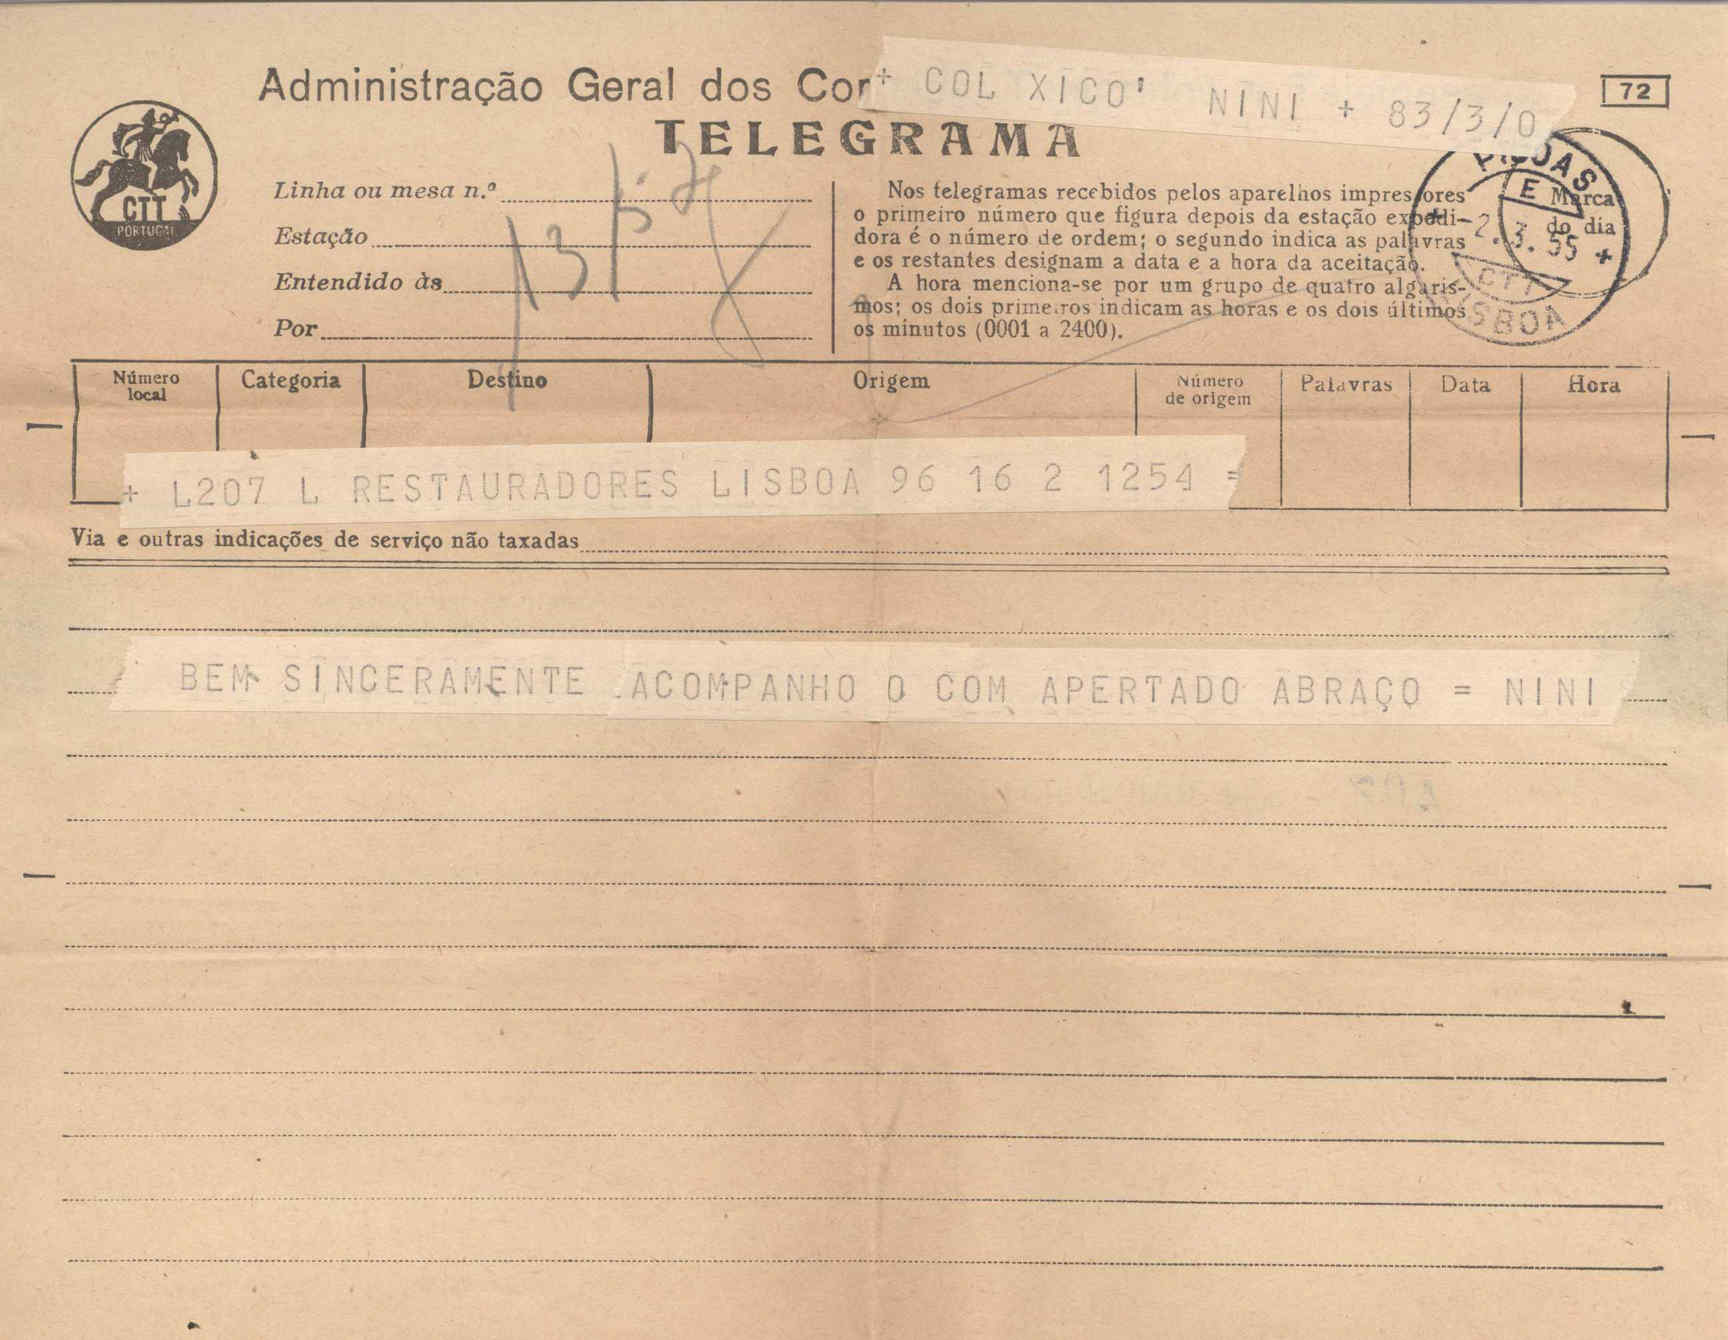 Administração Geral dos Cor
+ COL XICO' NINI + 83/3/0
72
TELEGRAMA
CTT
PORTUGAL
Linha ou mesa n.º
Estação
Entendido às
Por
Nos telegramas recebidos pelos aparelhos impressores
o primeiro número que figura depois da estação expedi-
dora é o número de ordem; o segundo indica as palavras
e os restantes designam a data e a hora da aceitação.
A hora menciona-se por um grupo de quatro algaris-
mos; os dois primeiros indicam as horas e os dois últimos
os minutos (0001 a 2400).
Marca
do dia
E
2. 3. 55
CTT
LISBOA
Número
local
Categoria
Destino
Origem
Número
de origem
Palavras
Data
Hora
+ L207 L RESTAURADORES LISBOA 96 16 2 1254 =
Via e outras indicações de serviço não taxadas
BEM SINCERAMENTE ACOMPANHO O COM APERTADO ABRAÇO = NINI